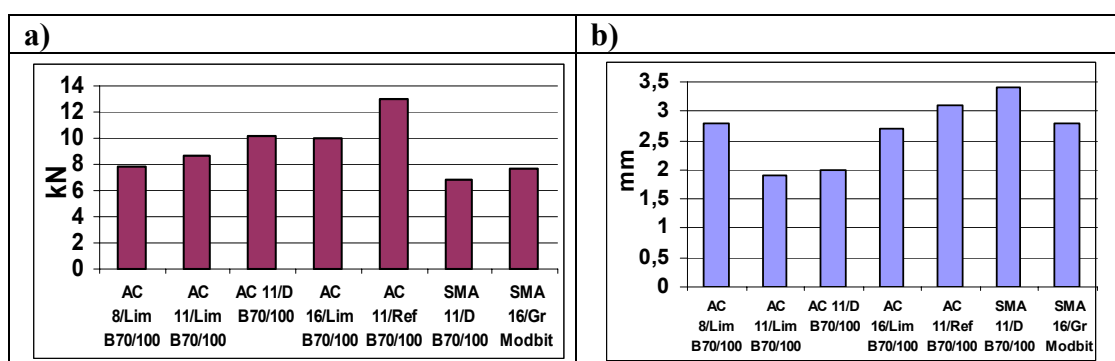 a)
b)
14
12
10
8
6
4
2
0
kN
AC 8/Lim B70/100
AC 11/Lim B70/100
AC 11/D B70/100
AC 16/Lim B70/100
AC 11/Ref B70/100
SMA 11/D B70/100
SMA 16/Gr Modbit
3,5
3
2,5
2
1,5
1
0,5
0
mm
AC 8/Lim B70/100
AC 11/Lim B70/100
AC 11/D B70/100
AC 16/Lim B70/100
AC 11/Ref B70/100
SMA 11/D B70/100
SMA 16/Gr Modbit